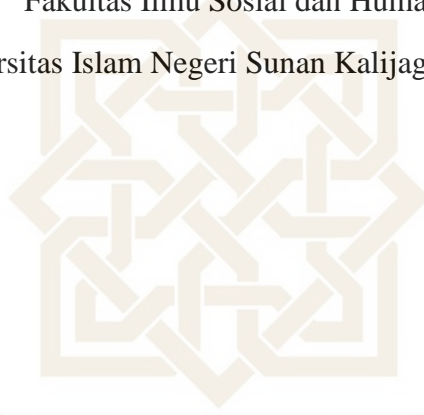 Fakultas Ilmu Sosial dan Huma
rsitas Islam Negeri Sunan Kalijag